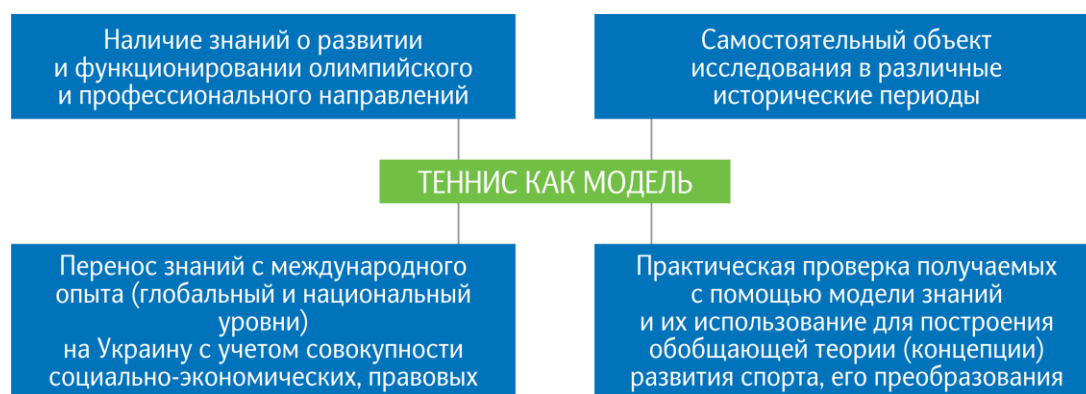 Наличие знаний о развитии
и функционировании олимпийского
и профессионального направлений
Самостоятельный объект
исследования в различные
исторические периоды
ТЕННИС КАК МОДЕЛЬ
Перенос знаний с международного
опыта (глобальный и национальный
уровни)
на Украину с учетом совокупности
социально-экономических, правовых
Практическая проверка получаемых
с помощью модели знаний
и их использование для построения
обобщающей теории (концепции)
развития спорта, его преобразования